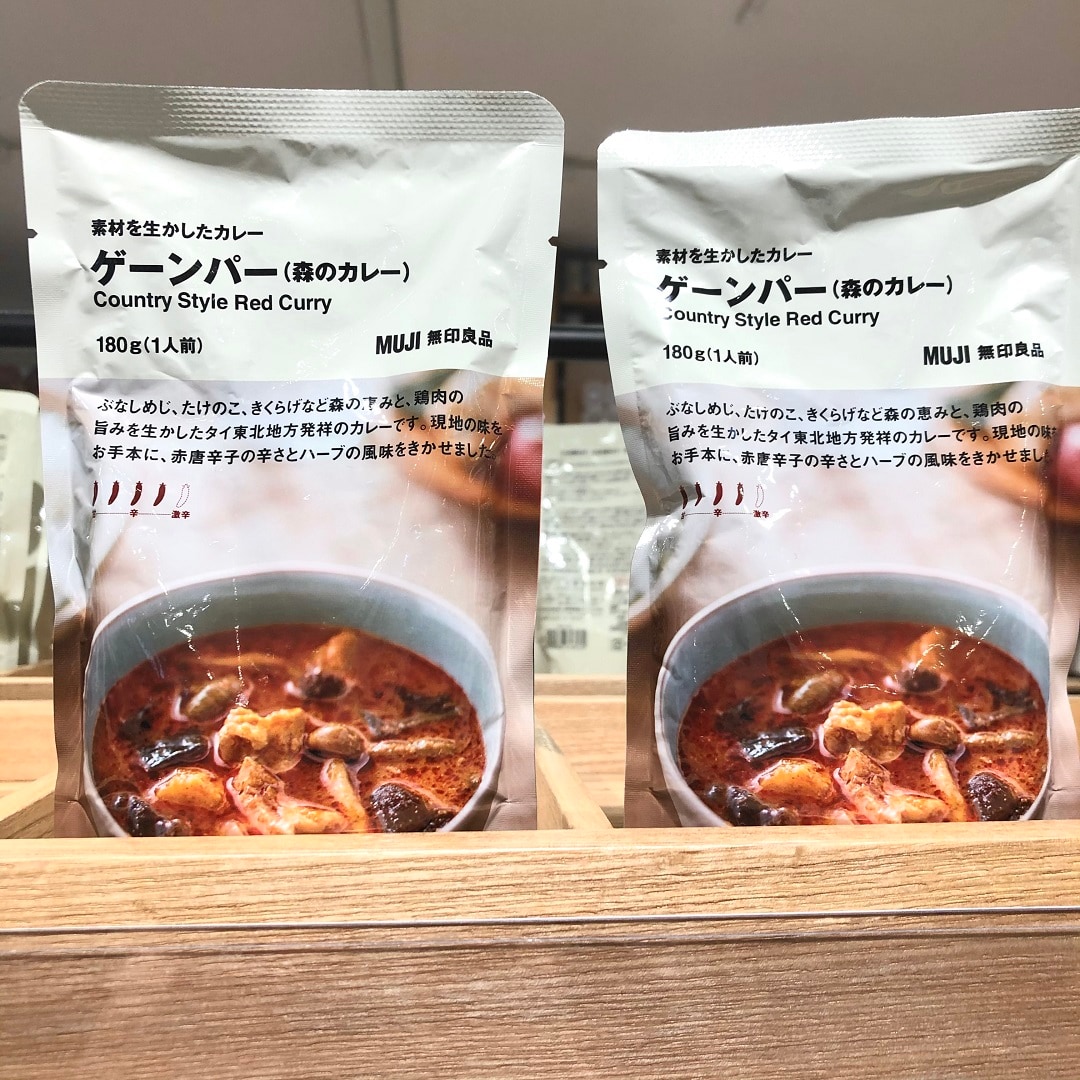 素材を生かしたカレー
ゲーンパー(森のカレー)
Country Style Red Curry
180g(1人前)
MUJI 無印良品
ぶなしめじ、たけのこ、きくらげなど森の恵みと、鶏肉の
旨みを生かしたタイ東北地方発祥のカレーです。現地の味を
お手本に、赤唐辛子の辛さとハーブの風味をきかせました。
辛 激辛
素材を生かしたカレー
ゲーンパー(森のカレー)
Country Style Red Curry
180g(1人前)
MUJI 無印良品
ぶなしめじ、たけのこ、きくらげなど森の恵みと、鶏肉の
旨みを生かしたタイ東北地方発祥のカレーです。現地の味を
お手本に、赤唐辛子の辛さとハーブの風味をきかせまし
辛 激辛